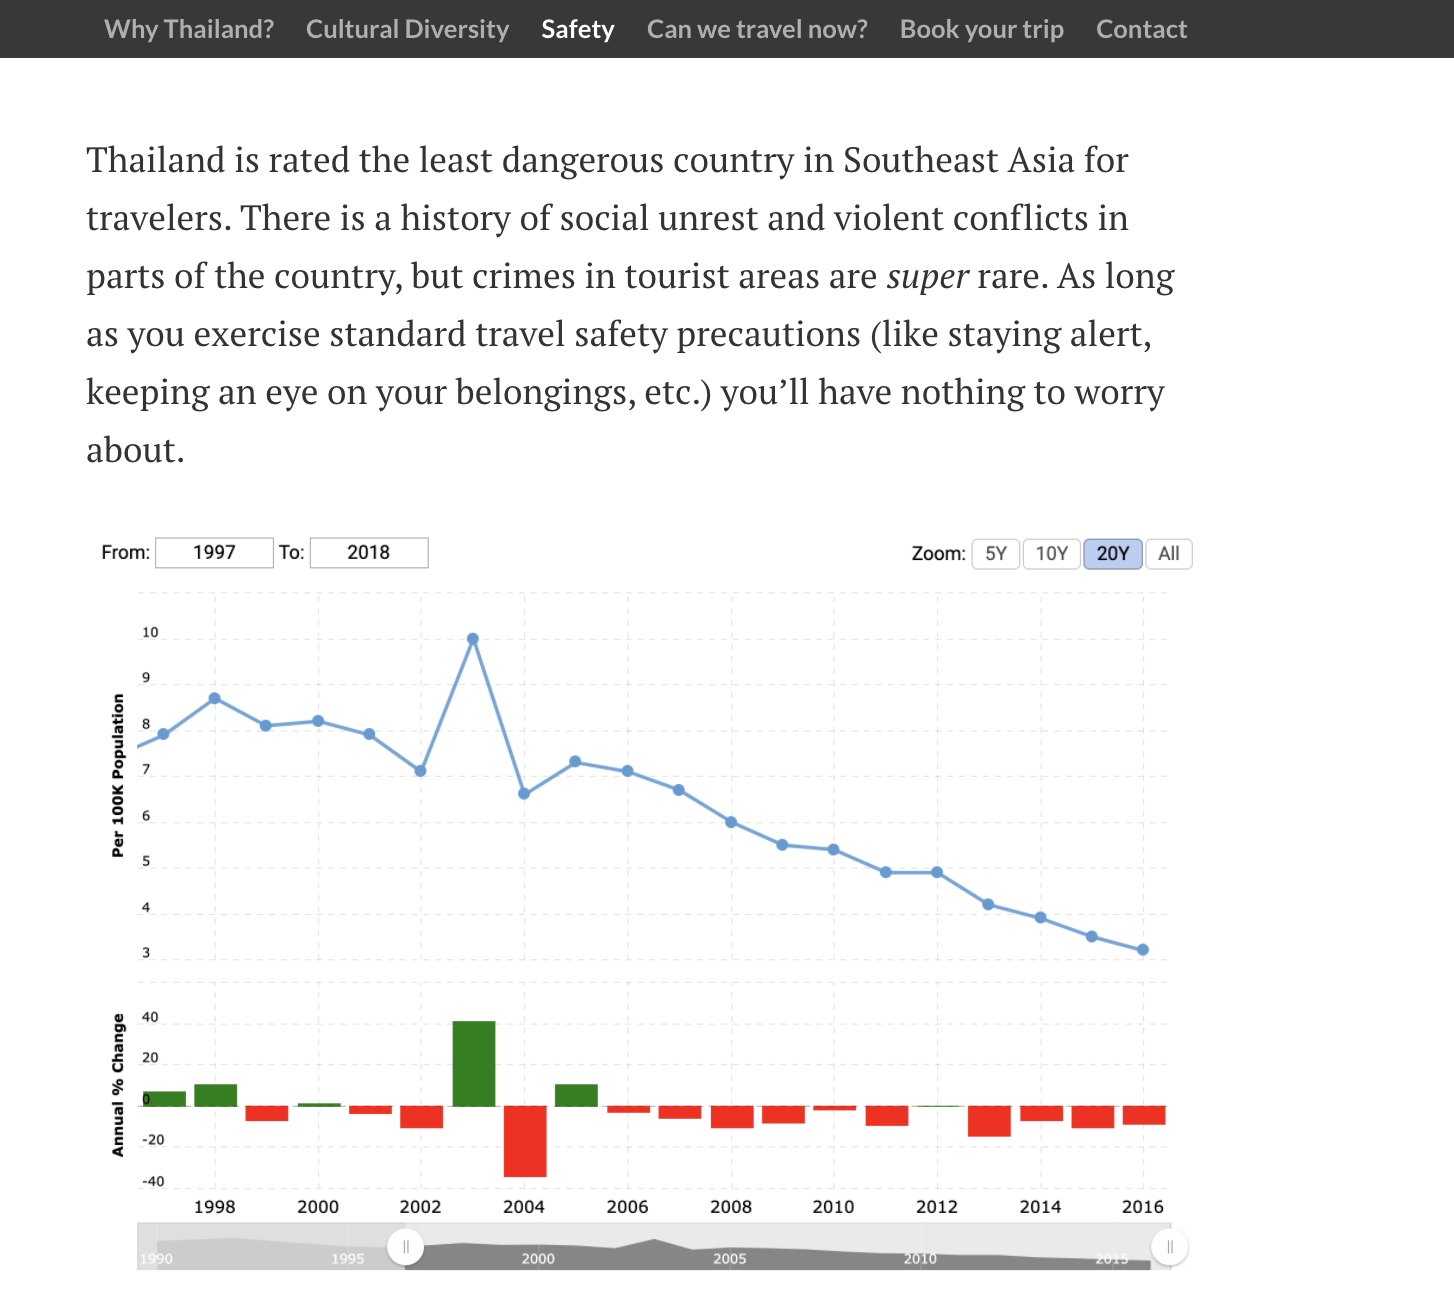 Why Thailand? Cultural Diversity Safety Can we travel now? Book your trip Contact
Thailand is rated the least dangerous country in Southeast Asia for
travelers. There is a history of social unrest and violent conflicts in
parts of the country, but crimes in tourist areas are super rare. As long
as you exercise standard travel safety precautions (like staying alert,
keeping an eye on your belongings, etc.) you’ll have nothing to worry
about.
From: 1997 To: 2018 Zoom: 5Y 10Y 20Y All
Per 100K Population
10
9
8
7
6
5
4
3
Annual % Change
40
20
0
-20
-40
1998 2000 2002 2004 2006 2008 2010 2012 2014 2016
1990 1995 2000 2005 2010 2015